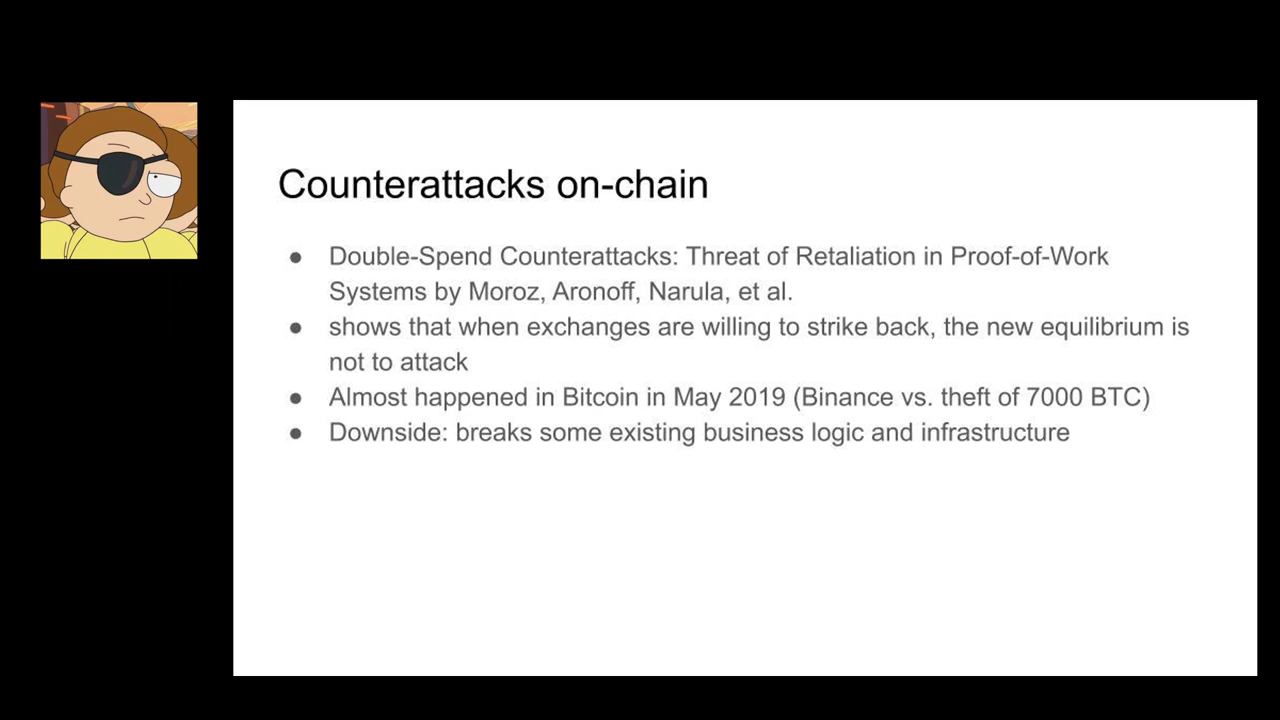 Counterattacks on-chain
● Double-Spend Counterattacks: Threat of Retaliation in Proof-of-Work
Systems by Moroz, Aronoff, Narula, et al.
● shows that when exchanges are willing to strike back, the new equilibrium is
not to attack
● Almost happened in Bitcoin in May 2019 (Binance vs. theft of 7000 BTC)
● Downside: breaks some existing business logic and infrastructure